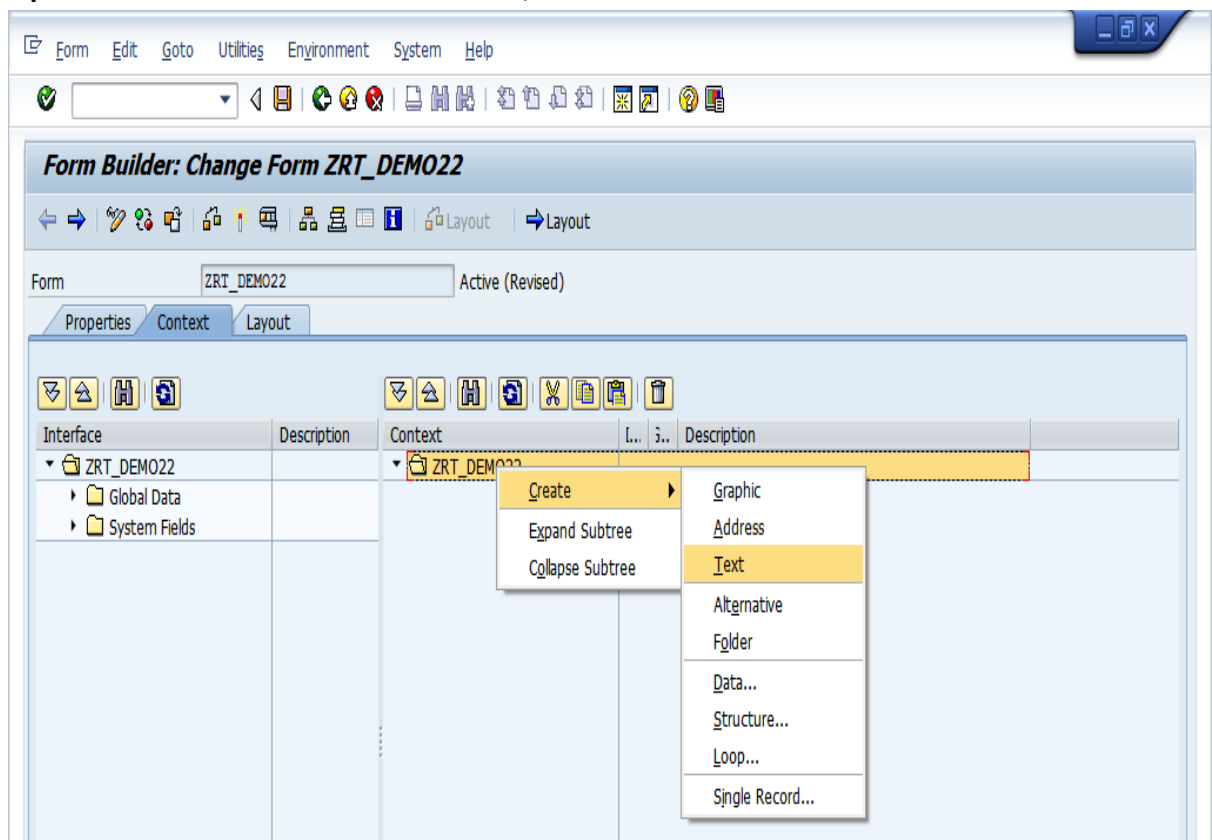 Form Edit Goto Utilities Environment System Help
Form Builder: Change Form ZRT_DEMO22
Layout Layout
Form ZRT_DEMO22 Active (Revised)
Properties Context Layout
Interface Description Context I... Description
ZRT_DEMO22 ZRT_DEMO22
Global Data
System Fields
Create
Expand Subtree
Collapse Subtree
Graphic
Address
Text
Alternative
Folder
Data...
Structure...
Loop...
Single Record...